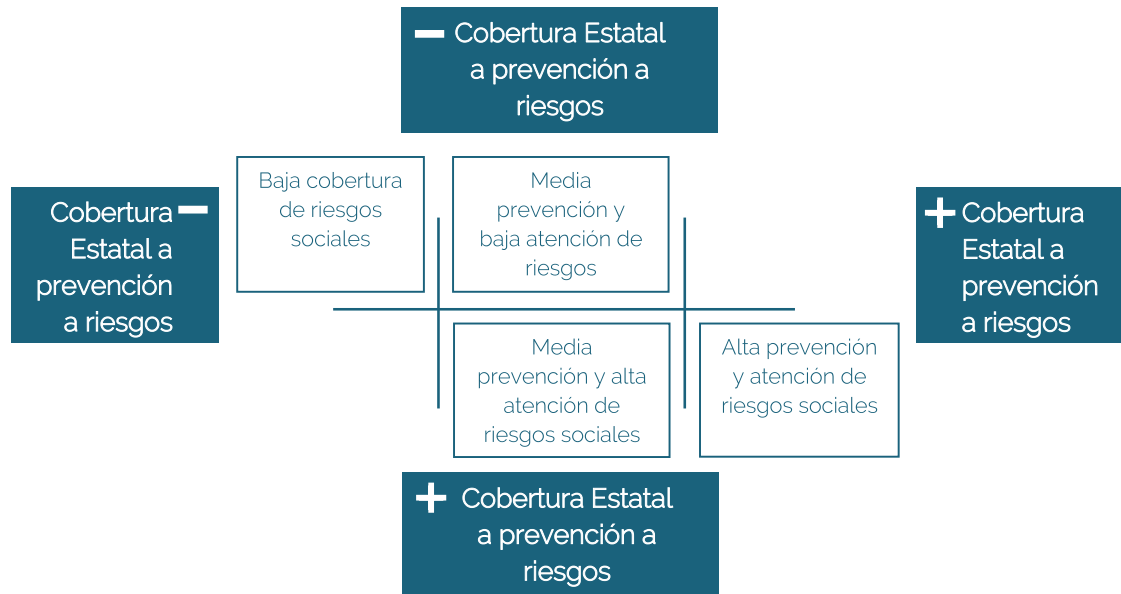 − Cobertura Estatal
a prevención a
riesgos
Baja cobertura
de riesgos
sociales
Media
prevención y
baja atención de
riesgos
Cobertura −
Estatal a
prevención
a riesgos
+ Cobertura
Estatal a
prevención
a riesgos
Media
prevención y alta
atención de
riesgos sociales
Alta prevención
y atención de
riesgos sociales
+ Cobertura Estatal
a prevención a
riesgos